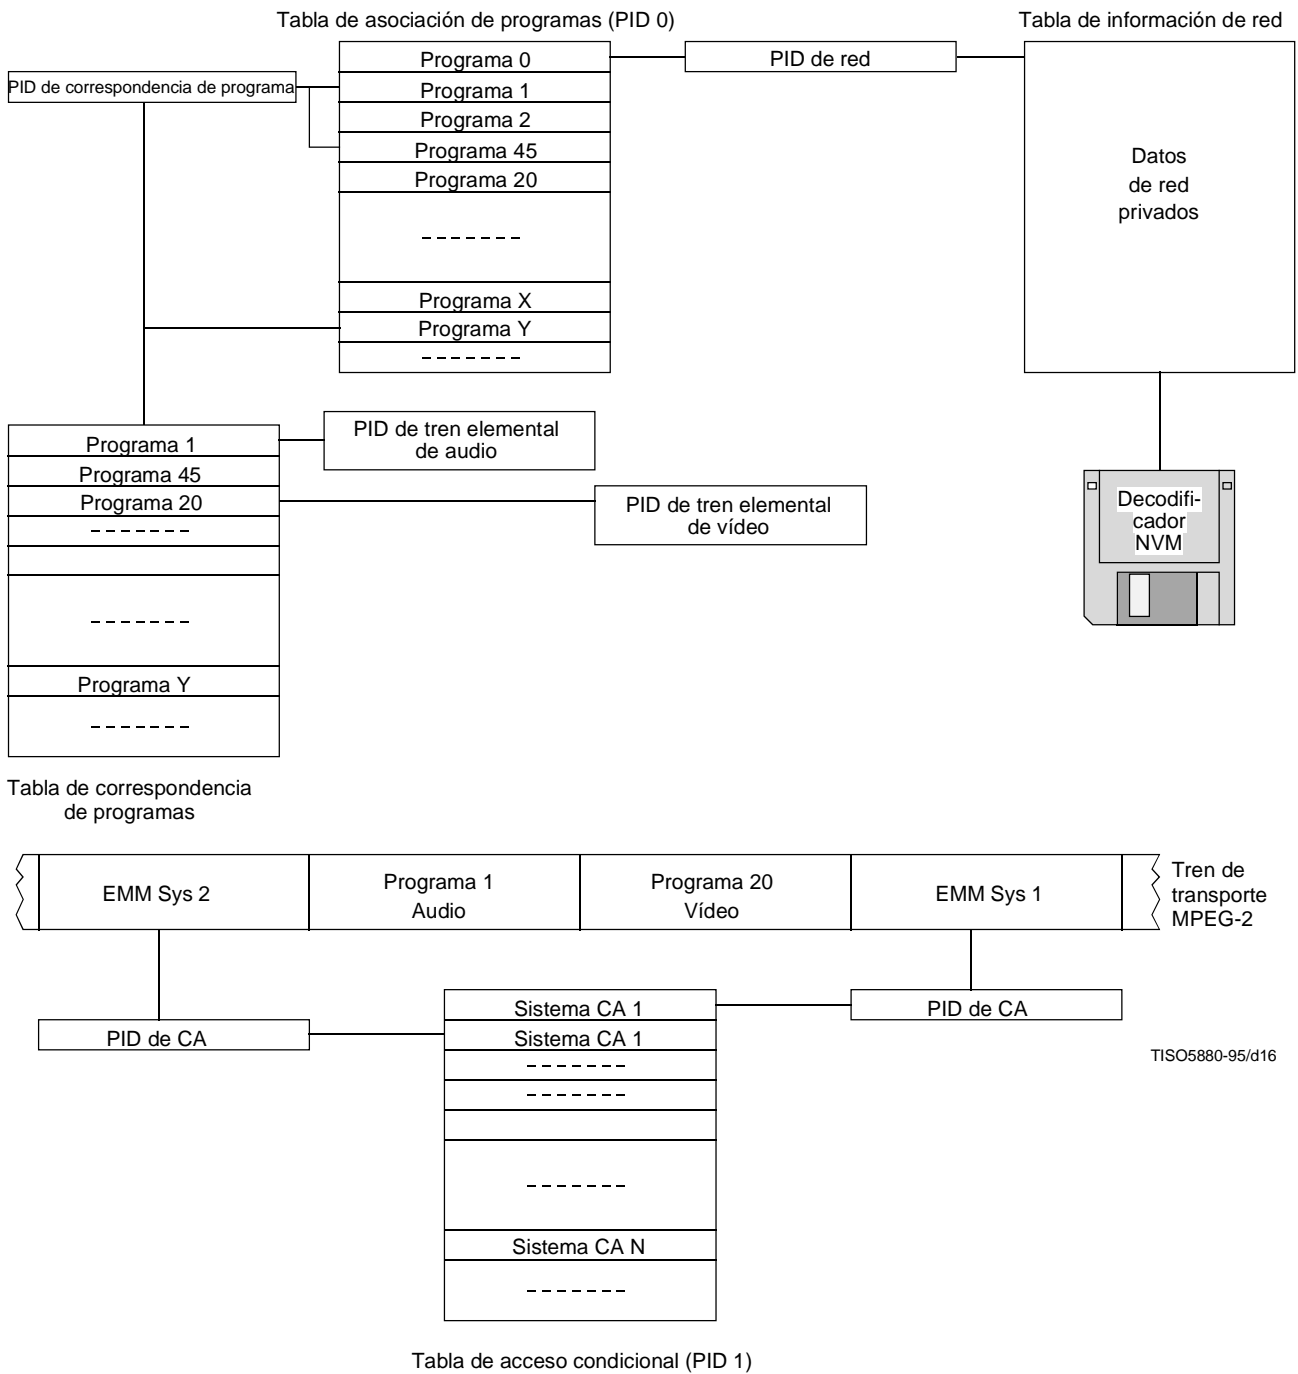 Tabla de asociación de programas (PID 0)
Tabla de información de red
Programa 0
PID de red
PID de correspondencia de programa
Programa 1
Programa 2
Programa 45
Programa 20
Datos
de red
privados
Programa X
Programa Y
PID de tren elemental
de audio
Programa 1
Programa 45
Programa 20
PID de tren elemental
de vídeo
Decodifi-
cador
NVM
Programa Y
Tabla de correspondencia
de programas
EMM Sys 2
Programa 1
Audio
Programa 20
Vídeo
EMM Sys 1
Tren de
transporte
MPEG-2
Sistema CA 1
PID de CA
PID de CA
Sistema CA 1
TISO5880-95/d16
Sistema CA N
Tabla de acceso condicional (PID 1)